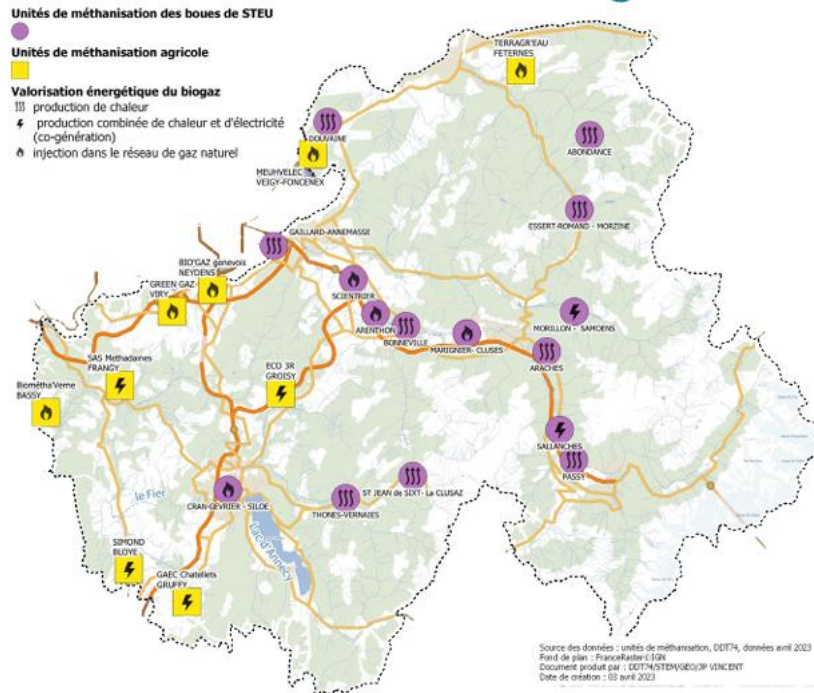 Unités de méthanisation des boues de STEU
Unités de méthanisation agricole
Valorisation énergétique du biogaz
production de chaleur
production combinée de chaleur et d'électricité
(co-génération)
injection dans le réseau de gaz naturel
TERRAGR'EAU
FETERNES
DOUVAINE
ABONDANCE
MEUHVELEC
VEIGY-FONCENEX
ESSERT-ROMAND - MORZINE
GAILLARD-ANNEMASSE
BIO'GAZ genevois
NEYDENS
GREEN GAZ
VIRY
SCIENTRIER
ARENTHON
BONNEVILLE
MARIGNIER- CLUSES
MORILLON - SAMOENS
ARACHES
SAS Methadaines
FRANGY
ECO 3R
GROISY
Biométha'Verne
BASSY
SALLANCHES
PASSY
le Fier
CRAN-GEVRIER - SILOE
THONES-VERNAIES
ST JEAN de SIXT- La CLUSAZ
Lac d'Annecy
SIMOND
BLOYE
GAEC Chatelets
GRUFFY
Source des données : unités de méthanisation, DDT74, données avril 2023
Fond de plan : FranceRaster©IGN
Document produit par : DDT74/STEM/GEO/JP VINCENT
Date de création : 03 avril 2023